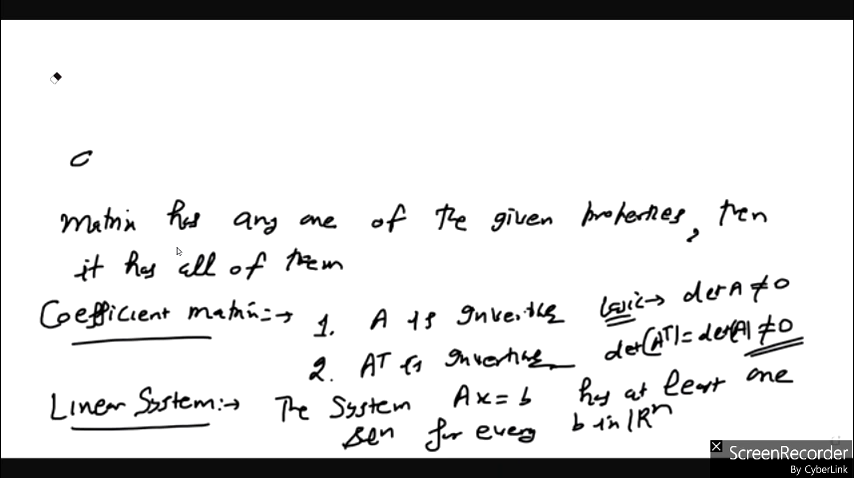 Matrix has any one of the given properties, then
it has all of them
Coefficient matrix:→ 1. A is Invertible Logic→ det A ≠ 0
2. AT is Invertible det(AT) = det(A) ≠ 0
Linear System:→ The System Ax = b has at least one
for every b in IRn
ScreenRecorder
By CyberLink